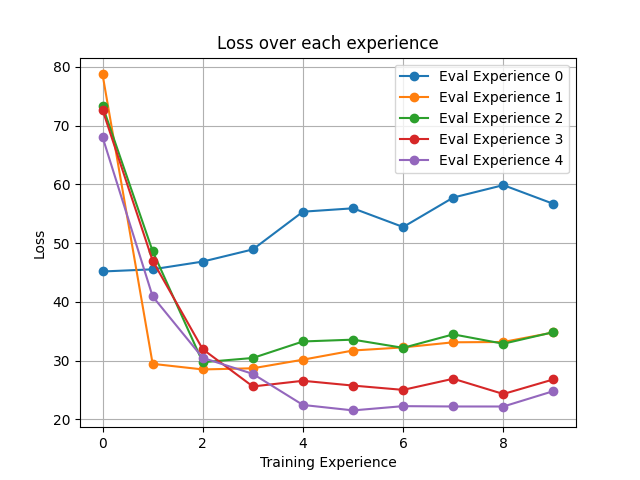 Loss over each experience
80
70
60
50
40
30
20
Loss
0
2
4
6
8
Training Experience
Eval Experience 0
Eval Experience 1
Eval Experience 2
Eval Experience 3
Eval Experience 4